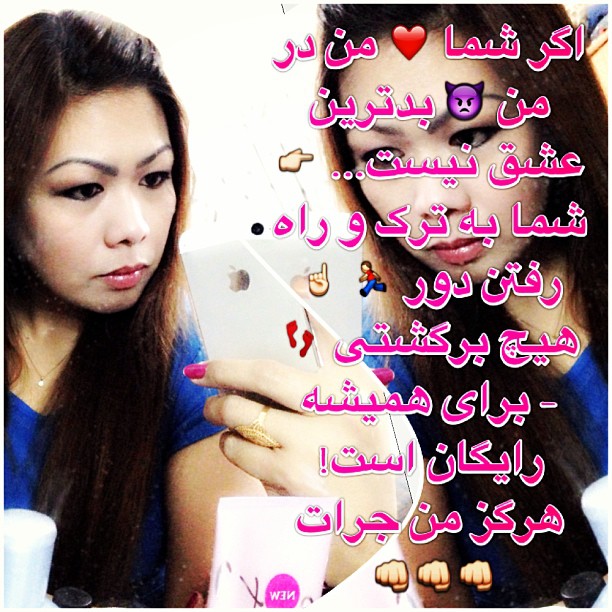 اگر شما ❤️ من در
من 👿 بدترین
عشق نیست... 👉
شما به ترک و راه
رفتن دور 🏃 ☝
هیچ برگشتی 👣
- برای همیشه
رایگان است!
هرگز من جرات
👊👊👊
NEW